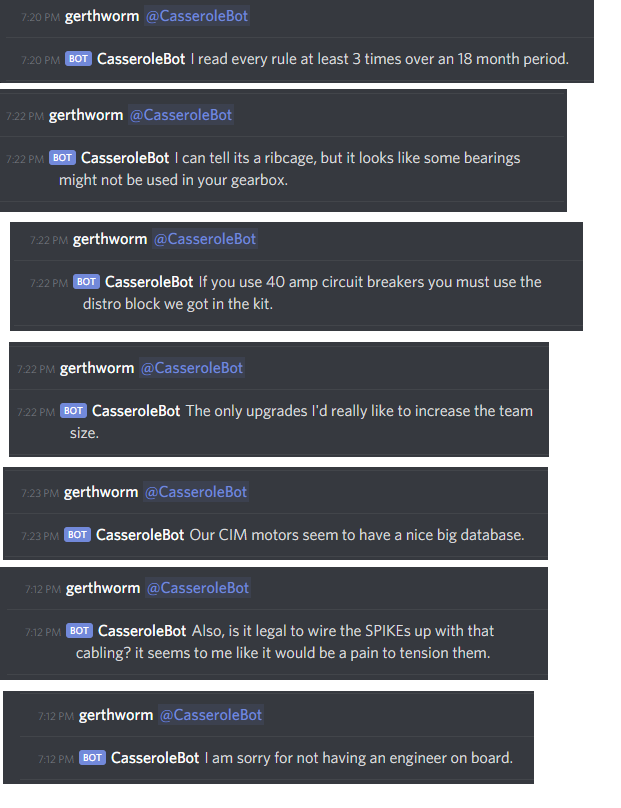 7:20 PM gerthworm @CasseroleBot
7:20 PM BOT CasseroleBot I read every rule at least 3 times over an 18 month period.
7:22 PM gerthworm @CasseroleBot
7:22 PM BOT CasseroleBot I can tell its a ribcage, but it looks like some bearings
might not be used in your gearbox.
7:22 PM gerthworm @CasseroleBot
7:22 PM BOT CasseroleBot If you use 40 amp circuit breakers you must use the
distro block we got in the kit.
7:22 PM gerthworm @CasseroleBot
7:22 PM BOT CasseroleBot The only upgrades I'd really like to increase the team
size.
7:23 PM gerthworm @CasseroleBot
7:23 PM BOT CasseroleBot Our CIM motors seem to have a nice big database.
7:12 PM gerthworm @CasseroleBot
7:12 PM BOT CasseroleBot Also, is it legal to wire the SPIKEs up with that
cabling? it seems to me like it would be a pain to tension them.
7:12 PM gerthworm @CasseroleBot
7:12 PM BOT CasseroleBot I am sorry for not having an engineer on board.